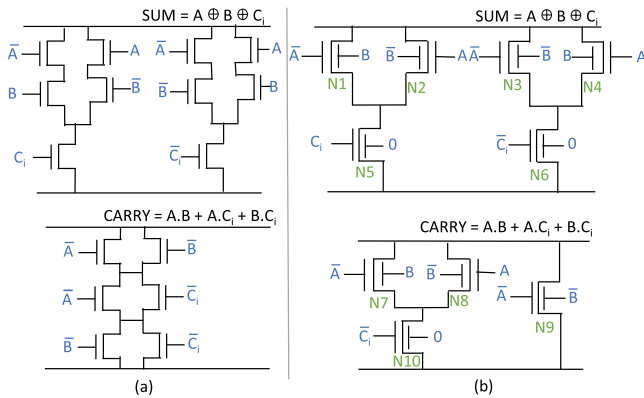 SUM = A ⊕ B ⊕ Cᵢ
A̅ A A̅ A
B B̅ B̅ B
Cᵢ C̅ᵢ
CARRY = A.B + A.Cᵢ + B.Cᵢ
A̅ B̅
A̅ C̅ᵢ
B̅ C̅ᵢ
(a)
SUM = A ⊕ B ⊕ Cᵢ
A̅ B B̅ A A̅ B̅ B A
N1 N2 N3 N4
Cᵢ 0 C̅ᵢ 0
N5 N6
CARRY = A.B + A.Cᵢ + B.Cᵢ
A̅ B B̅ A
N7 N8
A̅ B̅
N9
C̅ᵢ 0
N10
(b)